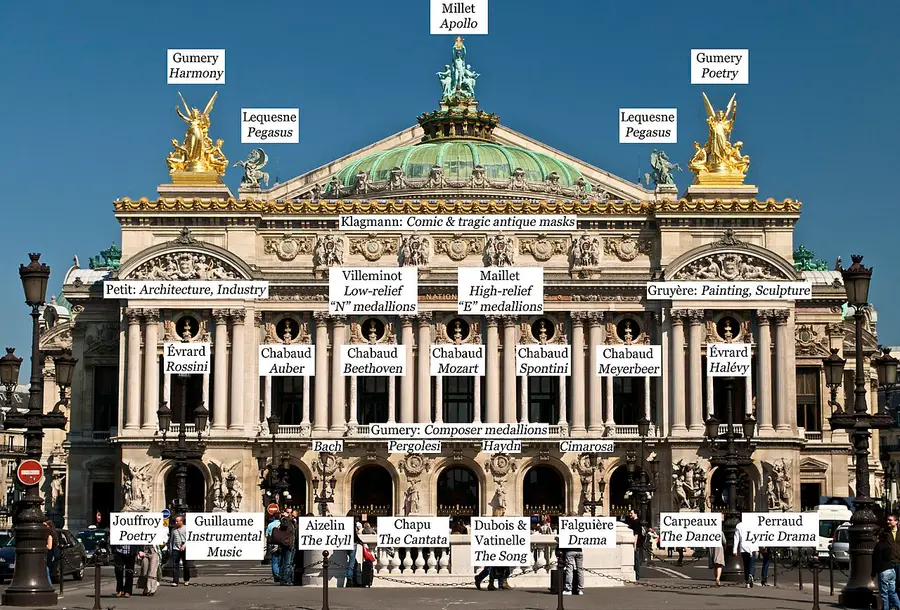 Millet
Apollo
Gumery
Harmony
Gumery
Poetry
Lequesne
Pegasus
Lequesne
Pegasus
Klagmann: Comic & tragic antique masks
Petit: Architecture, Industry
Villeminot
Low-relief
"N" medallions
Maillet
High-relief
"E" medallions
Gruyère: Painting, Sculpture
Évrard
Rossini
Chabaud
Auber
Chabaud
Beethoven
Chabaud
Mozart
Chabaud
Spontini
Chabaud
Meyerbeer
Évrard
Halévy
Gumery: Composer medallions
Bach
Pergolesi
Haydn
Cimarosa
Jouffroy
Poetry
Guillaume
Instrumental
Music
Aizelin
The Idyll
Chapu
The Cantata
Dubois &
Vatinelle
The Song
Falguière
Drama
Carpeaux
The Dance
Perraud
Lyric Drama